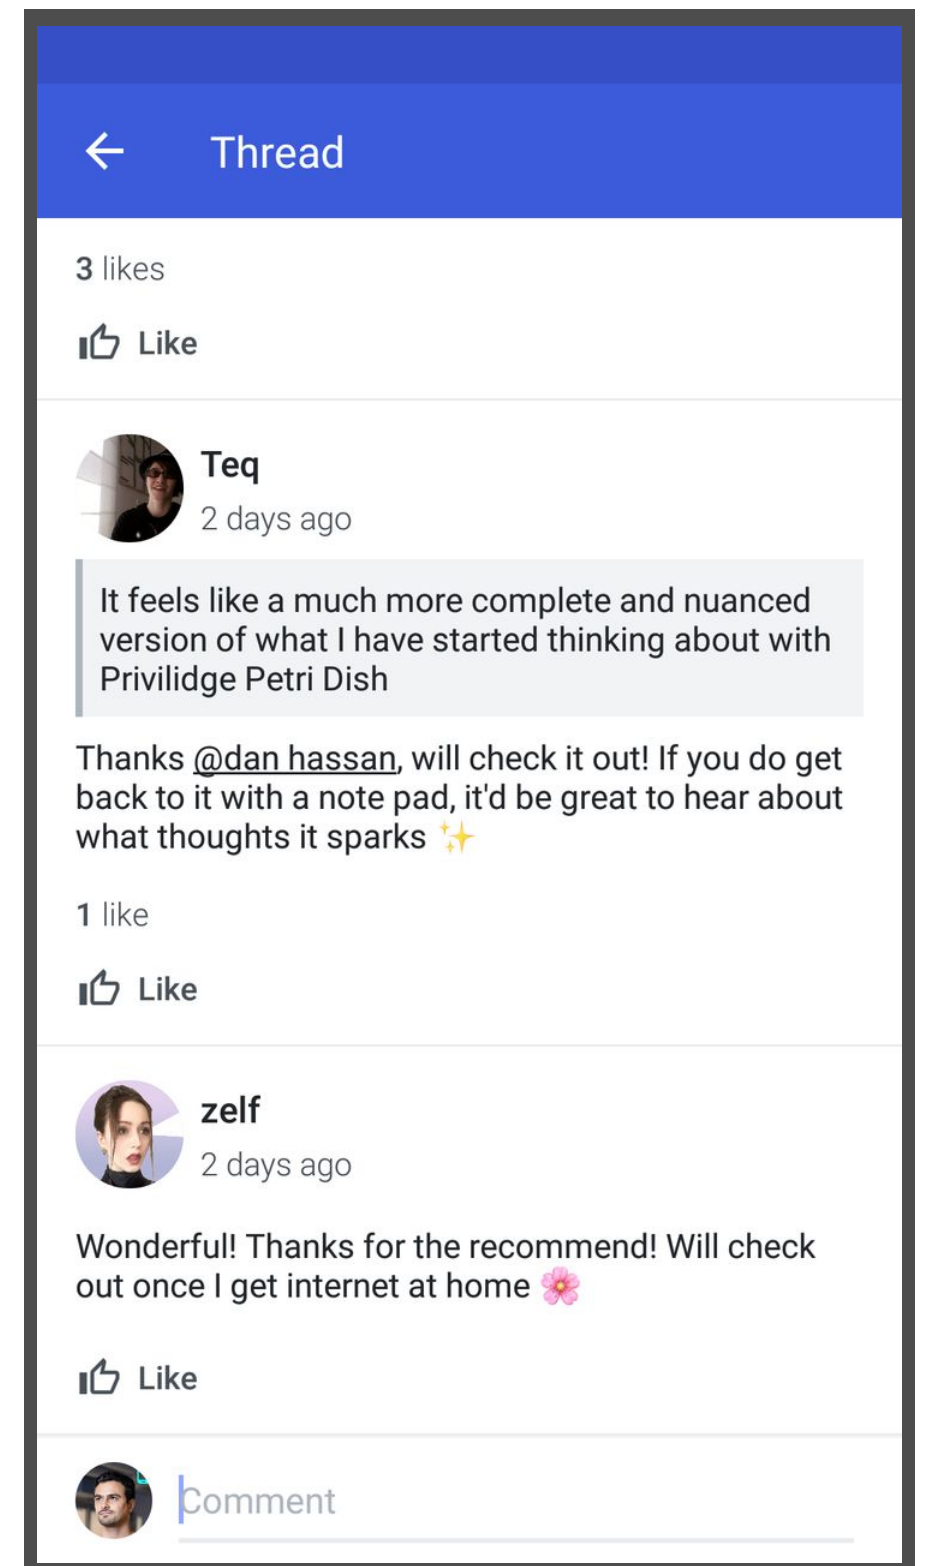 Thread
3 likes
Like
Teq
2 days ago
It feels like a much more complete and nuanced
version of what I have started thinking about with
Privilidge Petri Dish
Thanks @dan hassan, will check it out! If you do get
back to it with a note pad, it'd be great to hear about
what thoughts it sparks ✨
1 like
Like
zelf
2 days ago
Wonderful! Thanks for the recommend! Will check
out once I get internet at home 🌸
Like
Comment